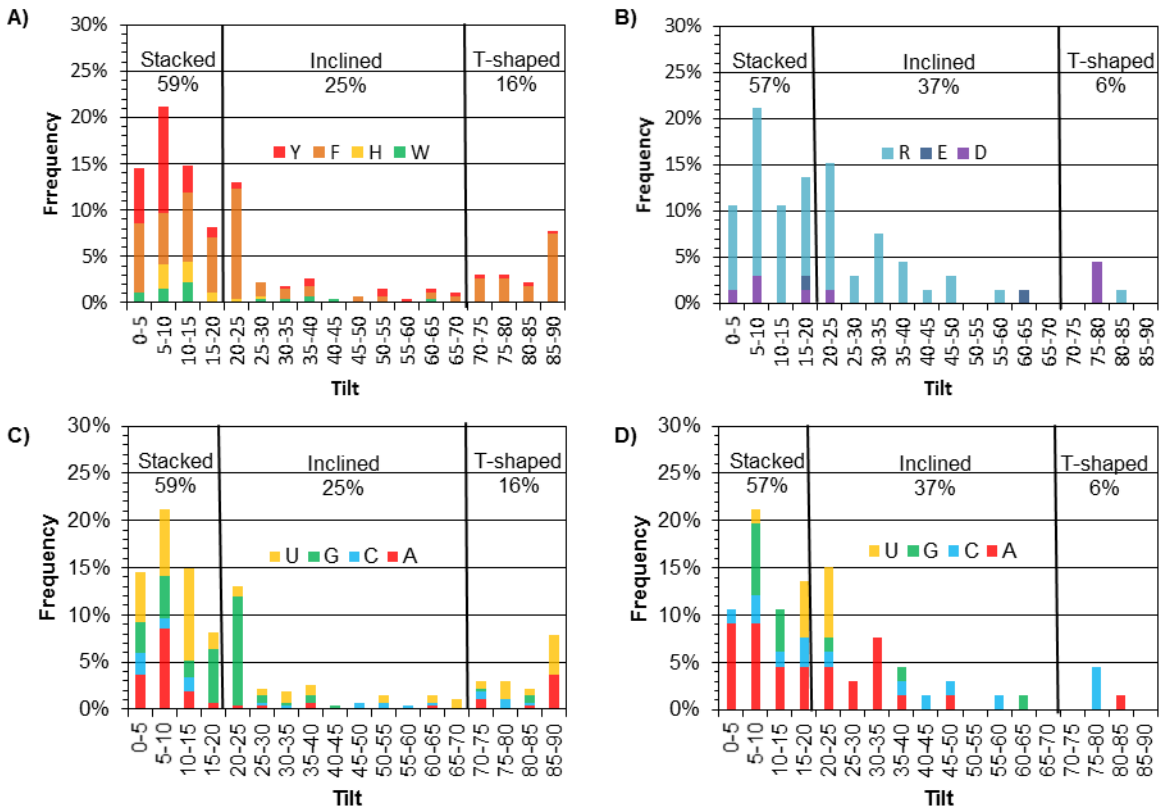 A)
30%
25%
20%
15%
10%
5%
0%
Frrequency
Stacked
59%
Inclined
25%
T-shaped
16%
Y F H W
0-5 5-10 10-15 15-20 20-25 25-30 30-35 35-40 40-45 45-50 50-55 55-60 60-65 65-70 70-75 75-80 80-85 85-90
Tilt
B)
30%
25%
20%
15%
10%
5%
0%
Frequency
Stacked
57%
Inclined
37%
T-shaped
6%
R E D
0-5 5-10 10-15 15-20 20-25 25-30 30-35 35-40 40-45 45-50 50-55 55-60 60-65 65-70 70-75 75-80 80-85 85-90
Tilt
C)
30%
25%
20%
15%
10%
5%
0%
Frequency
Stacked
59%
Inclined
25%
T-shaped
16%
U G C A
0-5 5-10 10-15 15-20 20-25 25-30 30-35 35-40 40-45 45-50 50-55 55-60 60-65 65-70 70-75 75-80 80-85 85-90
Tilt
D)
30%
25%
20%
15%
10%
5%
0%
Frequency
Stacked
57%
Inclined
37%
T-shaped
6%
U G C A
0-5 5-10 10-15 15-20 20-25 25-30 30-35 35-40 40-45 45-50 50-55 55-60 60-65 65-70 70-75 75-80 80-85 85-90
Tilt